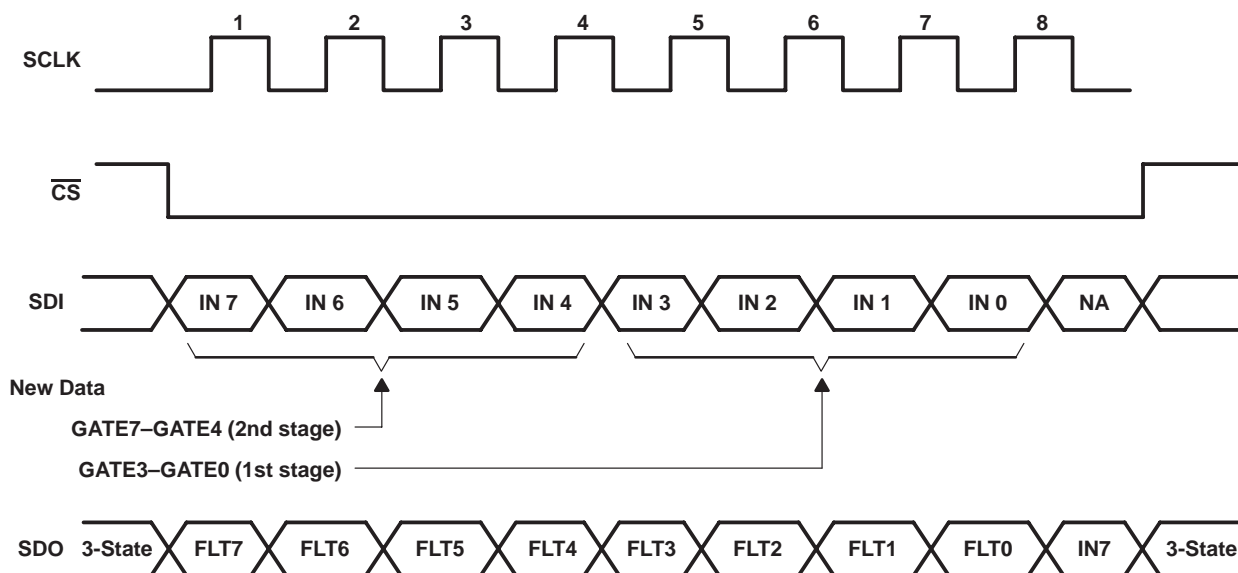 1 2 3 4 5 6 7 8
SCLK
CS
SDI IN 7 IN 6 IN 5 IN 4 IN 3 IN 2 IN 1 IN 0 NA
New Data
GATE7–GATE4 (2nd stage)
GATE3–GATE0 (1st stage)
SDO 3-State FLT7 FLT6 FLT5 FLT4 FLT3 FLT2 FLT1 FLT0 IN7 3-State